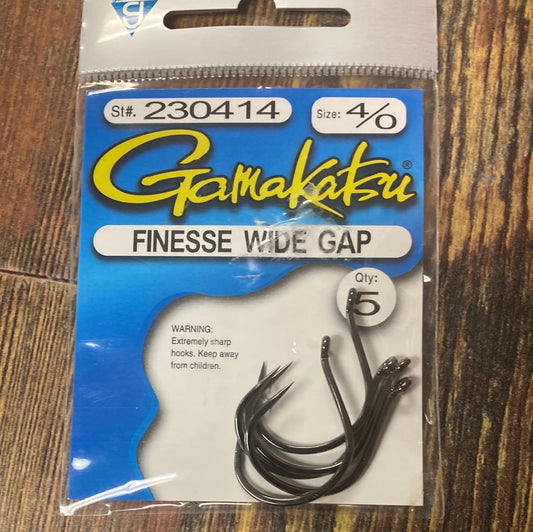 St#. 230414
Size: 4/0
Gamakatsu®
FINESSE WIDE GAP
Qty:
5
WARNING:
Extremely sharp
hooks. Keep away
from children.